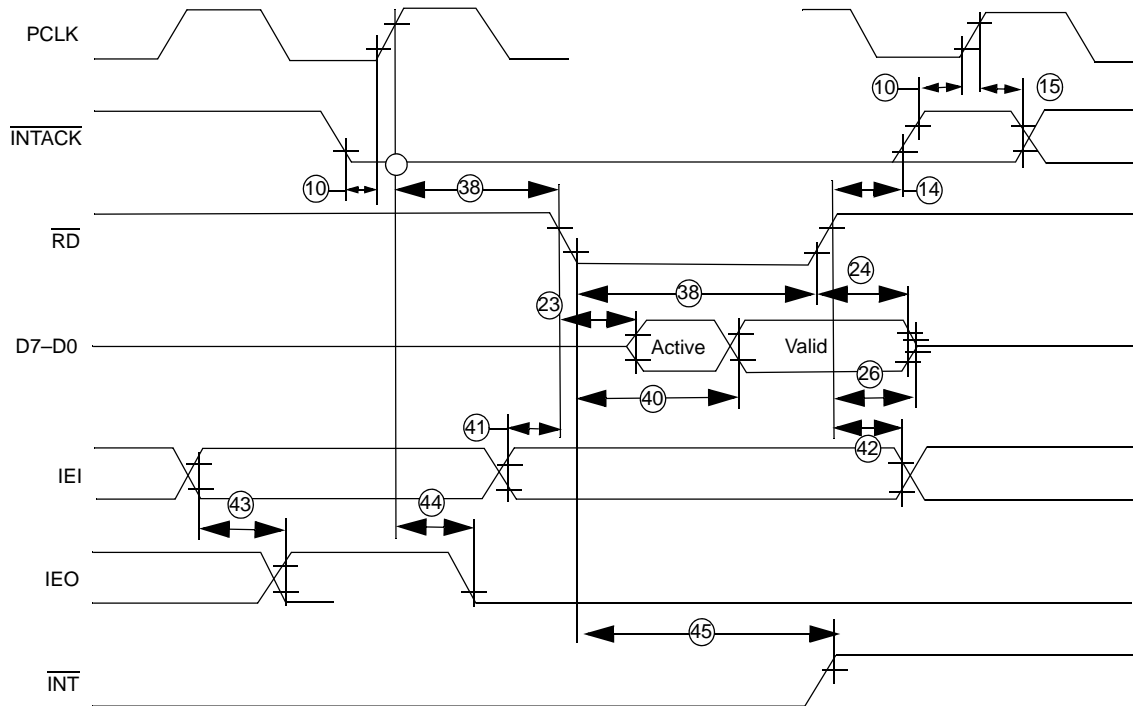 PCLK
10
15
INTACK
10
38
14
RD
24
38
23
D7–D0
Active
Valid
26
40
41
42
IEI
43
44
IEO
45
INT